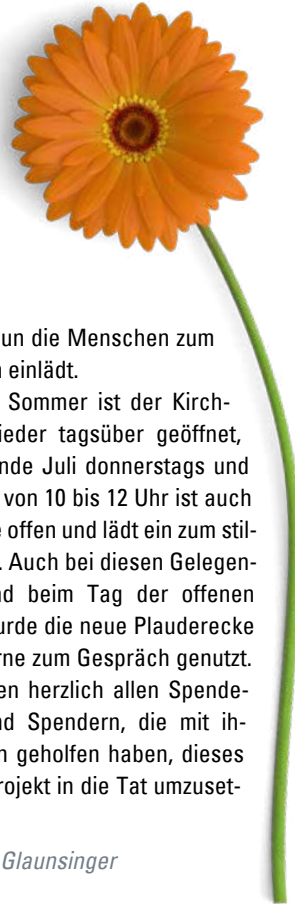 un die Menschen zum
einlädt.
Sommer ist der Kirch-
ieder tagsüber geöffnet,
nde Juli donnerstags und
von 10 bis 12 Uhr ist auch
offen und lädt ein zum stil-
. Auch bei diesen Gelegen-
d beim Tag der offenen
urde die neue Plauderecke
rne zum Gespräch genutzt.
en herzlich allen Spende-
d Spendern, die mit ih-
n geholfen haben, dieses
rojekt in die Tat umzuset-
Glaunsinger